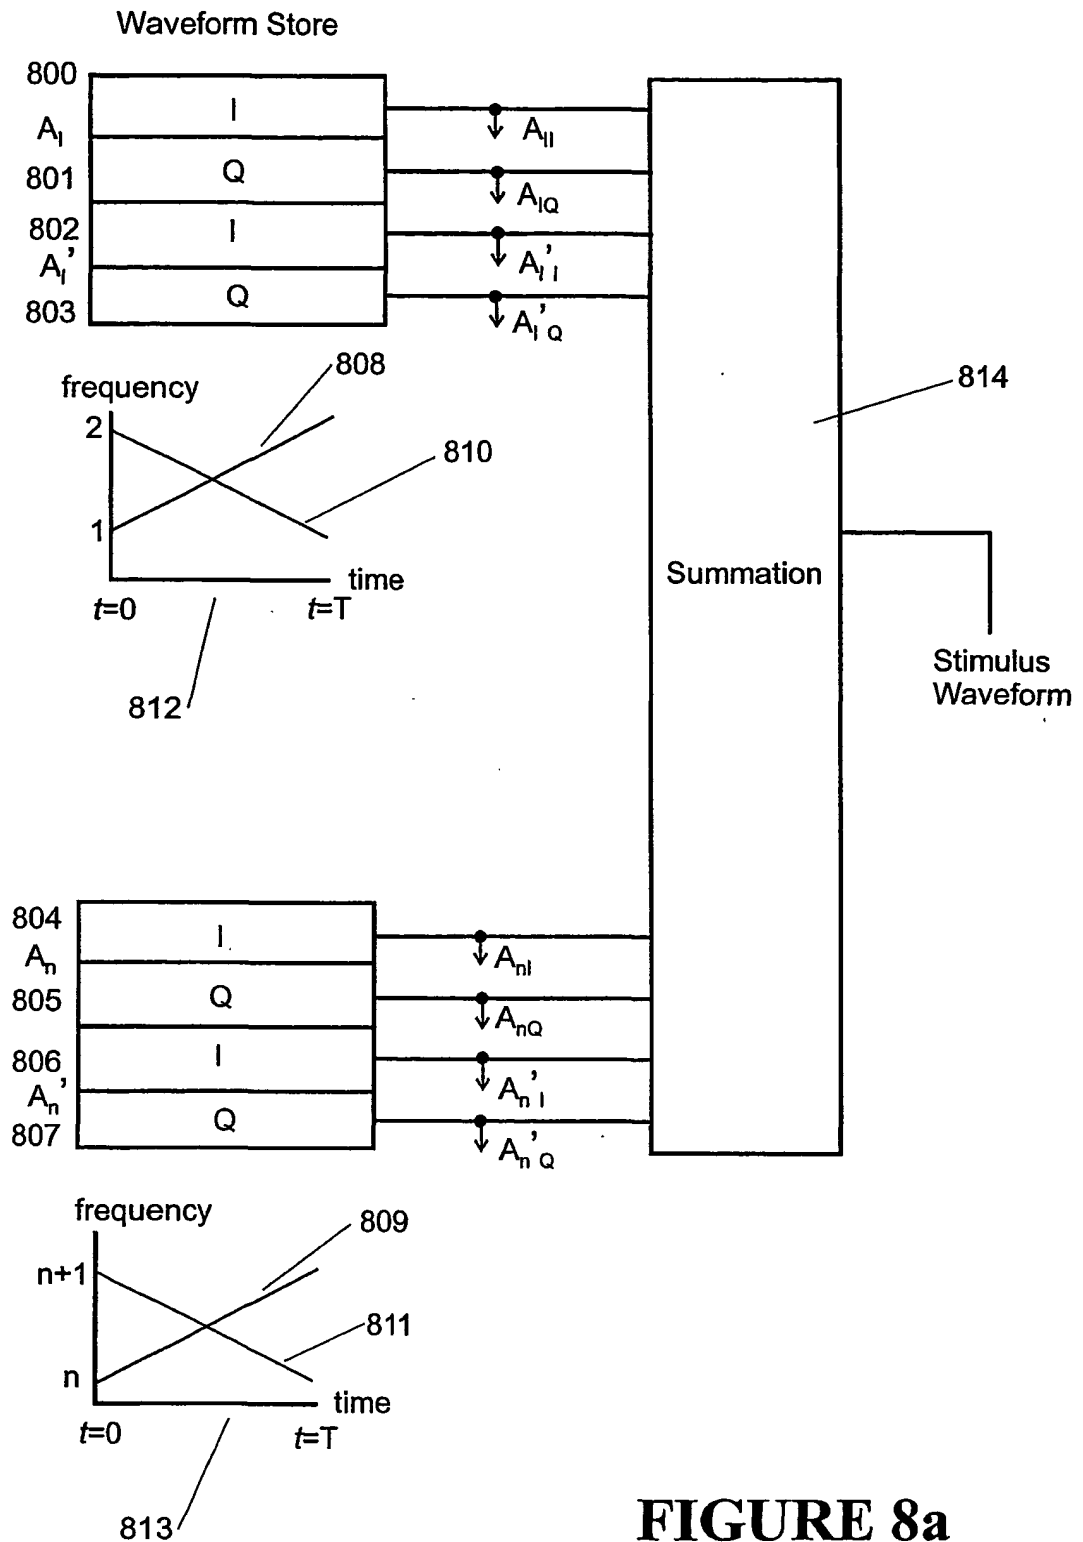 Waveform Store
800
I
A_I
A_II
801
Q
A_IQ
802
I
A_I'
A_I'_I
803
Q
A_I'_Q
808
frequency
814
2
810
1
time
Summation
t=0
t=T
Stimulus
Waveform
812
804
I
A_n
A_nI
805
Q
A_nQ
806
I
A_n'
A_n'_I
807
Q
A_n'_Q
frequency
809
n+1
811
n
time
t=0
t=T
813
FIGURE 8a